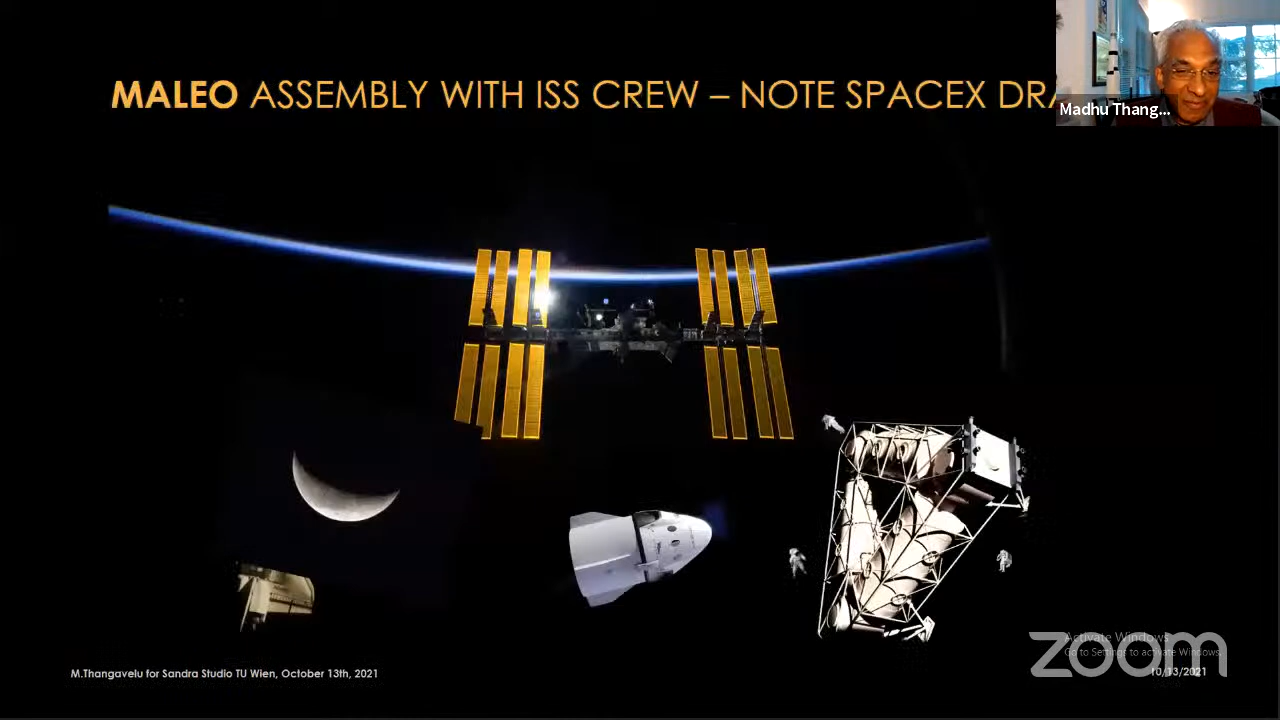 MALEO ASSEMBLY WITH ISS CREW – NOTE SPACEX DRA
Madhu Thang...
Activate Windows
Go to Settings to activate Windows.
zoom
M.Thangavelu for Sandra Studio TU Wien, October 13th, 2021
10/13/2021